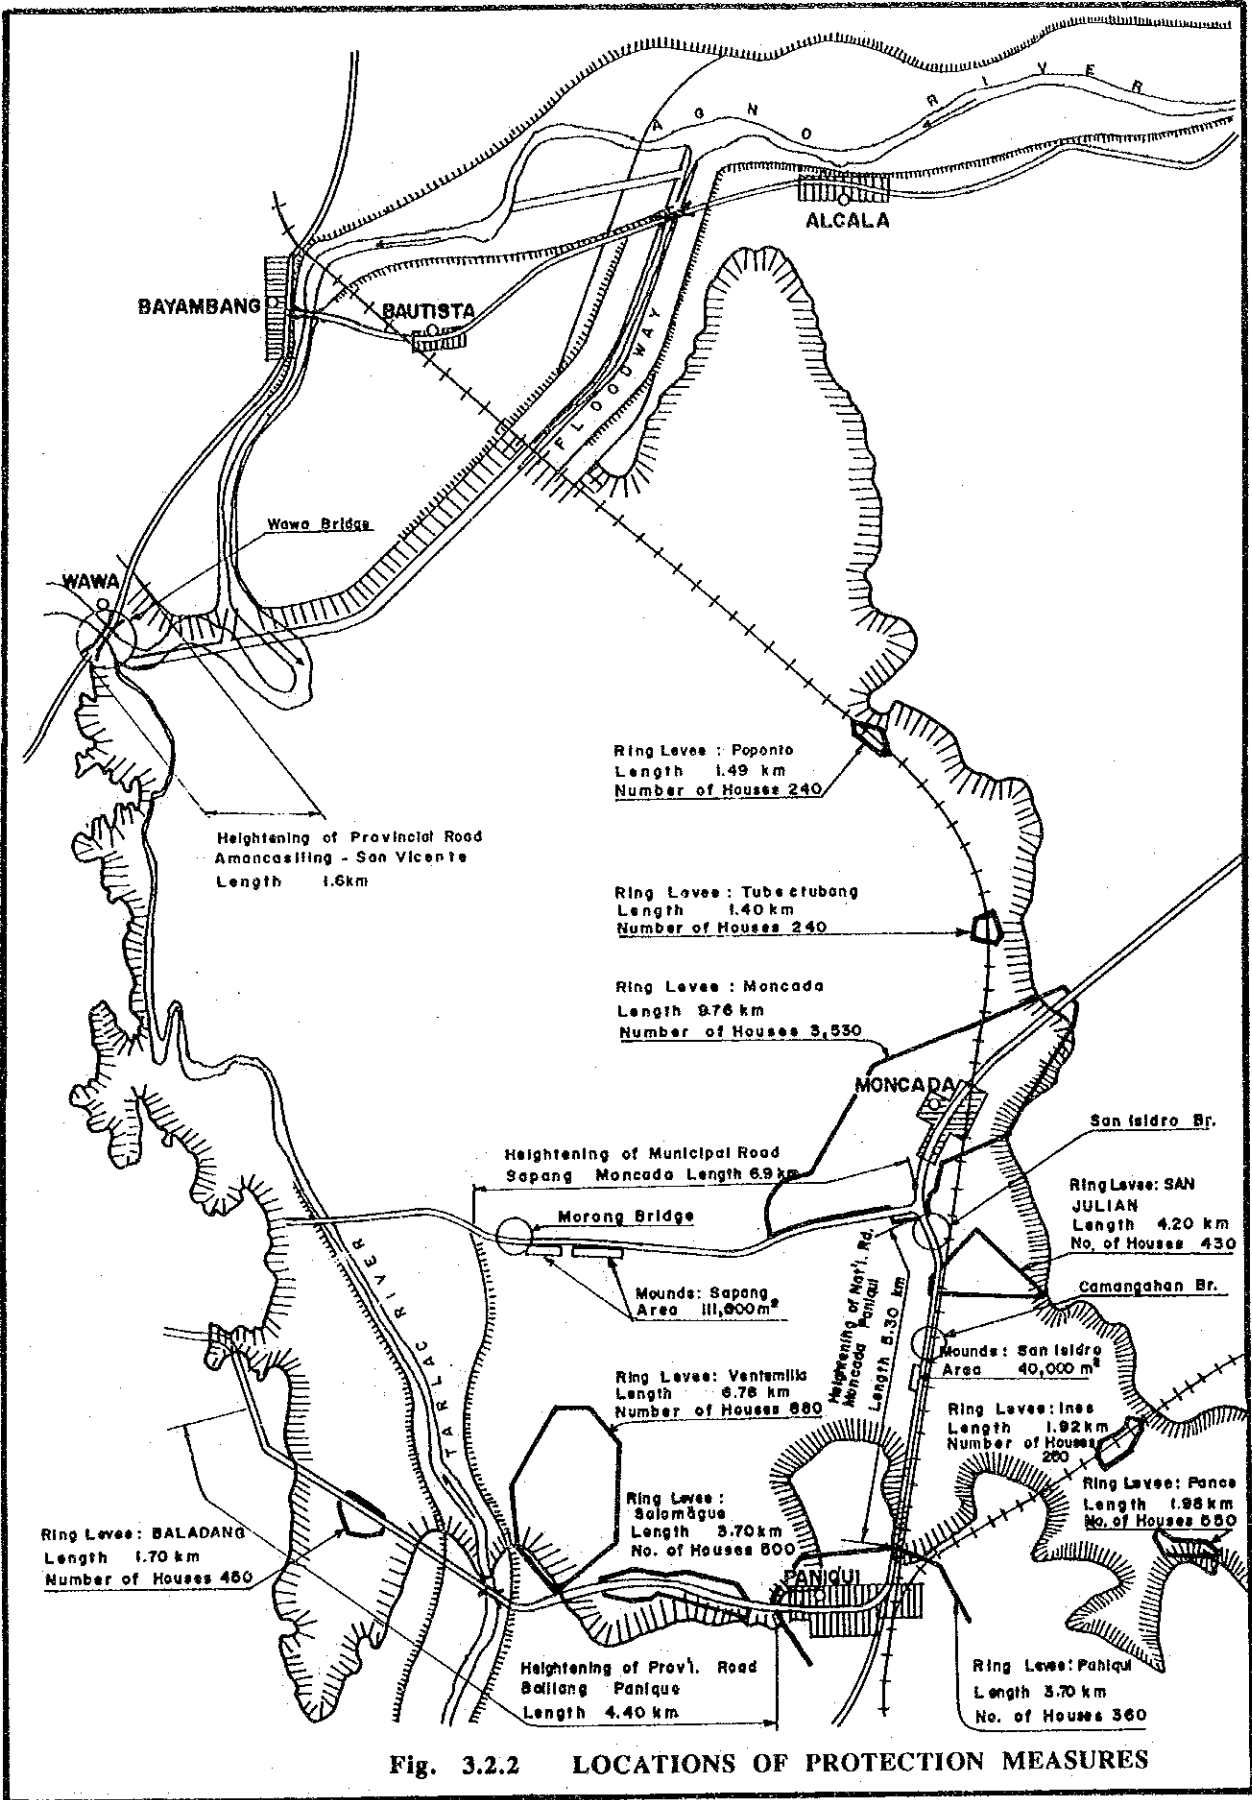 AGNO RIVER
ALCALA
BAYAMBANG
BAUTISTA
FLOODWAY
Wawa Bridge
WAWA
Ring Levee : Poponto
Length 1.49 km
Number of Houses 240
Heightening of Provincial Road
Amancasiling - San Vicente
Length 1.6km
Ring Levee : Tubectubang
Length 1.40 km
Number of Houses 240
Ring Levee : Moncada
Length 9.76 km
Number of Houses 3,530
MONCADA
San Isidro Br.
Heightening of Municipal Road
Sapang Moncada Length 6.9 km
Ring Levee: SAN
JULIAN
Length 4.20 km
No. of Houses 430
Morong Bridge
Mounds: Sapang
Area 111,600 m²
Heightening of Nat'l. Rd.
Moncada Paniqui
Length 5.30 km
Camangahan Br.
TARLAC RIVER
Mounds : San Isidro
Area 40,000 m²
Ring Levee: Ventemilla
Length 6.76 km
Number of Houses 680
Ring Levee: Ines
Length 1.92 km
Number of Houses
260
Ring Levee :
Salomague
Length 3.70km
No. of Houses 600
Ring Levee: Pance
Length 1.98 km
No. of Houses 550
Ring Levee: BALADANG
Length 1.70 km
Number of Houses 450
PANIQUI
Heightening of Prov'l. Road
Panique
Length 4.40 km
Ring Levee: Paniqui
Length 3.70 km
No. of Houses 360
Fig. 3.2.2 LOCATIONS OF PROTECTION MEASURES